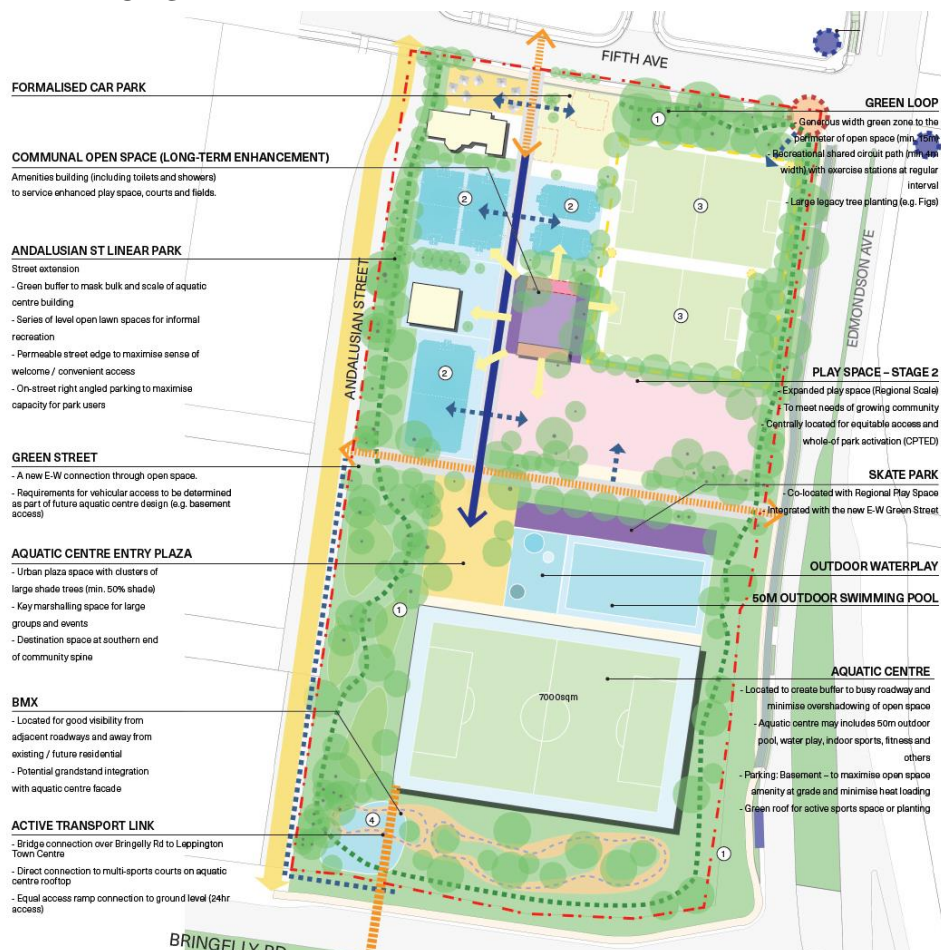 FIFTH AVE
FORMALISED CAR PARK
COMMUNAL OPEN SPACE (LONG-TERM ENHANCEMENT)
Amenities building (including toilets and showers)
to service enhanced play space, courts and fields.
ANDALUSIAN ST LINEAR PARK
Street extension
- Green buffer to mask bulk and scale of aquatic
centre building
- Series of level open lawn spaces for informal
recreation
- Permeable street edge to maximise sense of
welcome / convenient access
- On-street right angled parking to maximise
capacity for park users
GREEN STREET
- A new E-W connection through open space.
- Requirements for vehicular access to be determined
as part of future aquatic centre design (e.g. basement
access)
AQUATIC CENTRE ENTRY PLAZA
- Urban plaza space with clusters of
large shade trees (min. 50% shade)
- Key marshalling space for large
groups and events
- Destination space at southern end
of community spine
BMX
- Located for good visibility from
adjacent roadways and away from
existing / future residential
- Potential grandstand integration
with aquatic centre facade
ACTIVE TRANSPORT LINK
- Bridge connection over Bringelly Rd to Leppington
Town Centre
- Direct connection to multi-sports courts on aquatic
centre rooftop
- Equal access ramp connection to ground level (24hr
access)
ANDALUSIAN STREET
1
2
2
3
3
2
1
7000sqm
4
1
EDMONDSON AVE
GREEN LOOP
- Generous width green zone to the
perimeter of open space (min. 15m)
- Recreational shared circuit path (min 4m
width) with exercise stations at regular
interval
- Large legacy tree planting (e.g. Figs)
PLAY SPACE – STAGE 2
- Expanded play space (Regional Scale)
To meet needs of growing community
- Centrally located for equitable access and
whole-of park activation (CPTED)
SKATE PARK
- Co-located with Regional Play Space
- Integrated with the new E-W Green Street
OUTDOOR WATERPLAY
50M OUTDOOR SWIMMING POOL
AQUATIC CENTRE
- Located to create buffer to busy roadway and
minimise overshadowing of open space
- Aquatic centre may includes 50m outdoor
pool, water play, indoor sports, fitness and
others
- Parking: Basement – to maximise open space
amenity at grade and minimise heat loading
- Green roof for active sports space or planting
BRINGELLY